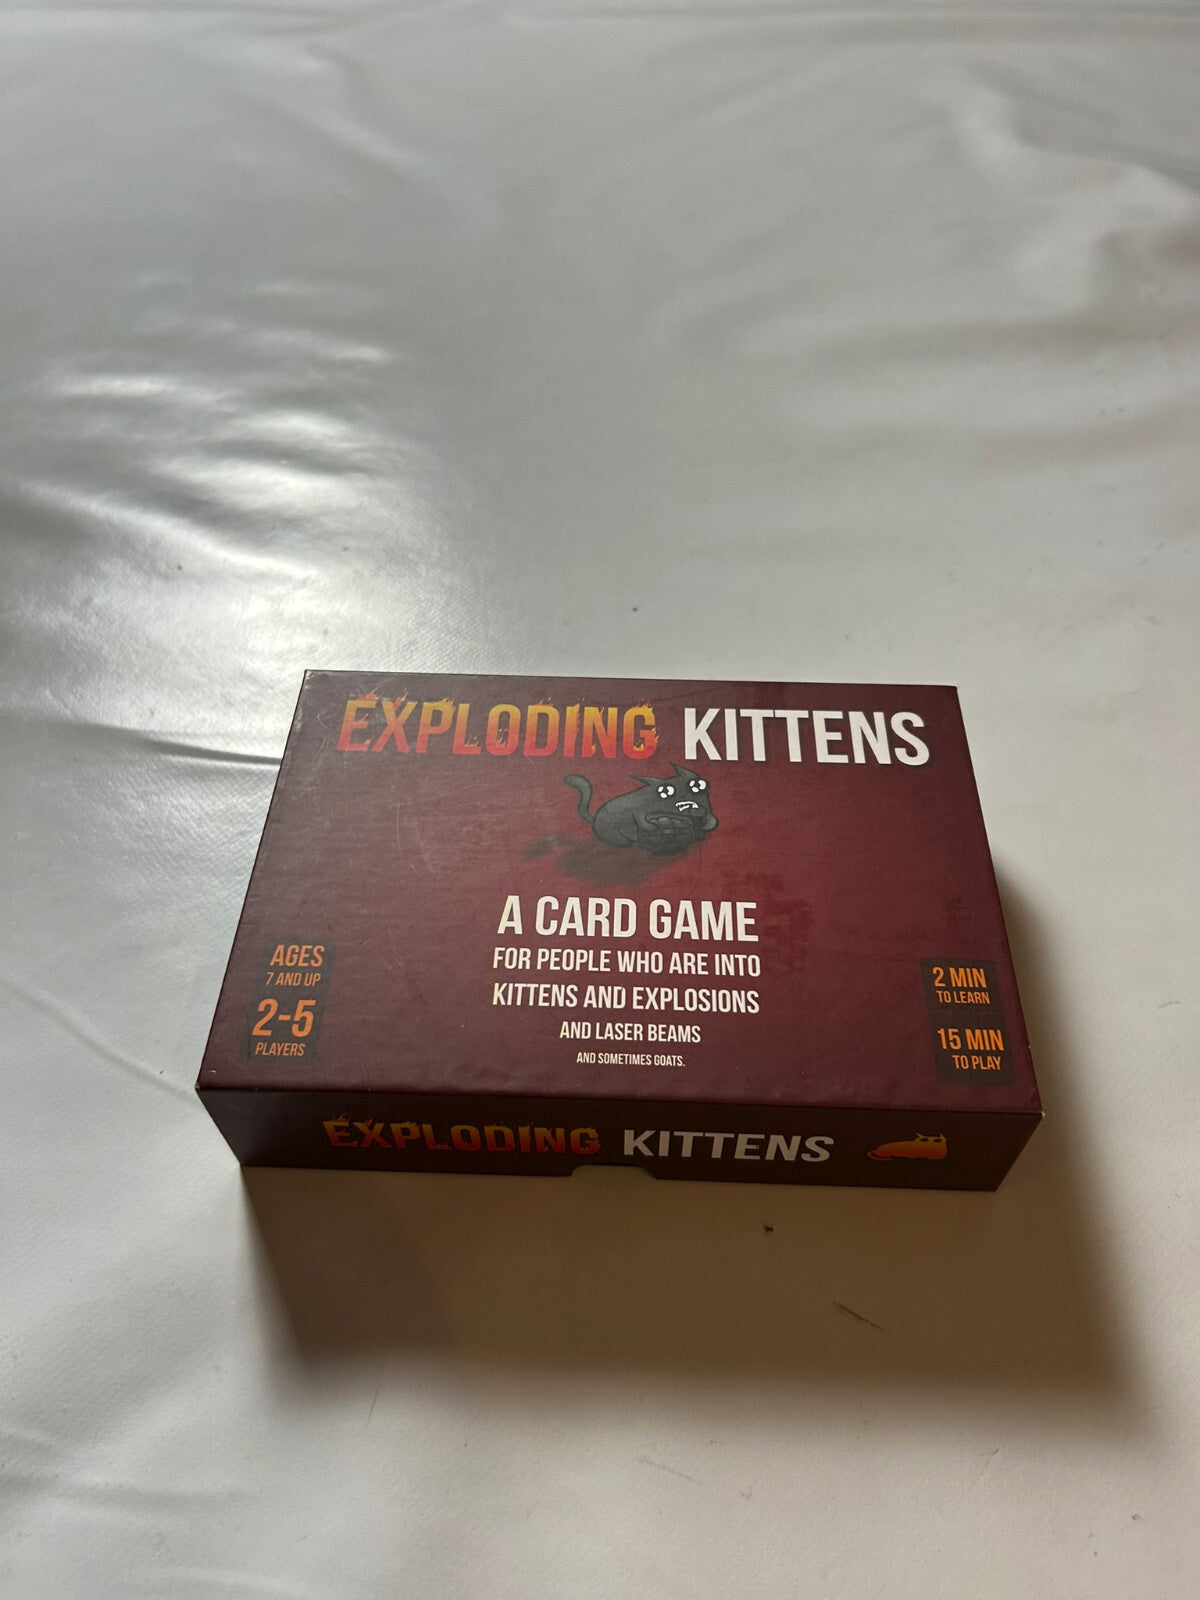 EXPLODING KITTENS
A CARD GAME
FOR PEOPLE WHO ARE INTO
KITTENS AND EXPLOSIONS
AND LASER BEAMS
AND SOMETIMES GOATS.
AGES
7 AND UP
2-5
PLAYERS
2 MIN
TO LEARN
15 MIN
TO PLAY
EXPLODING KITTENS